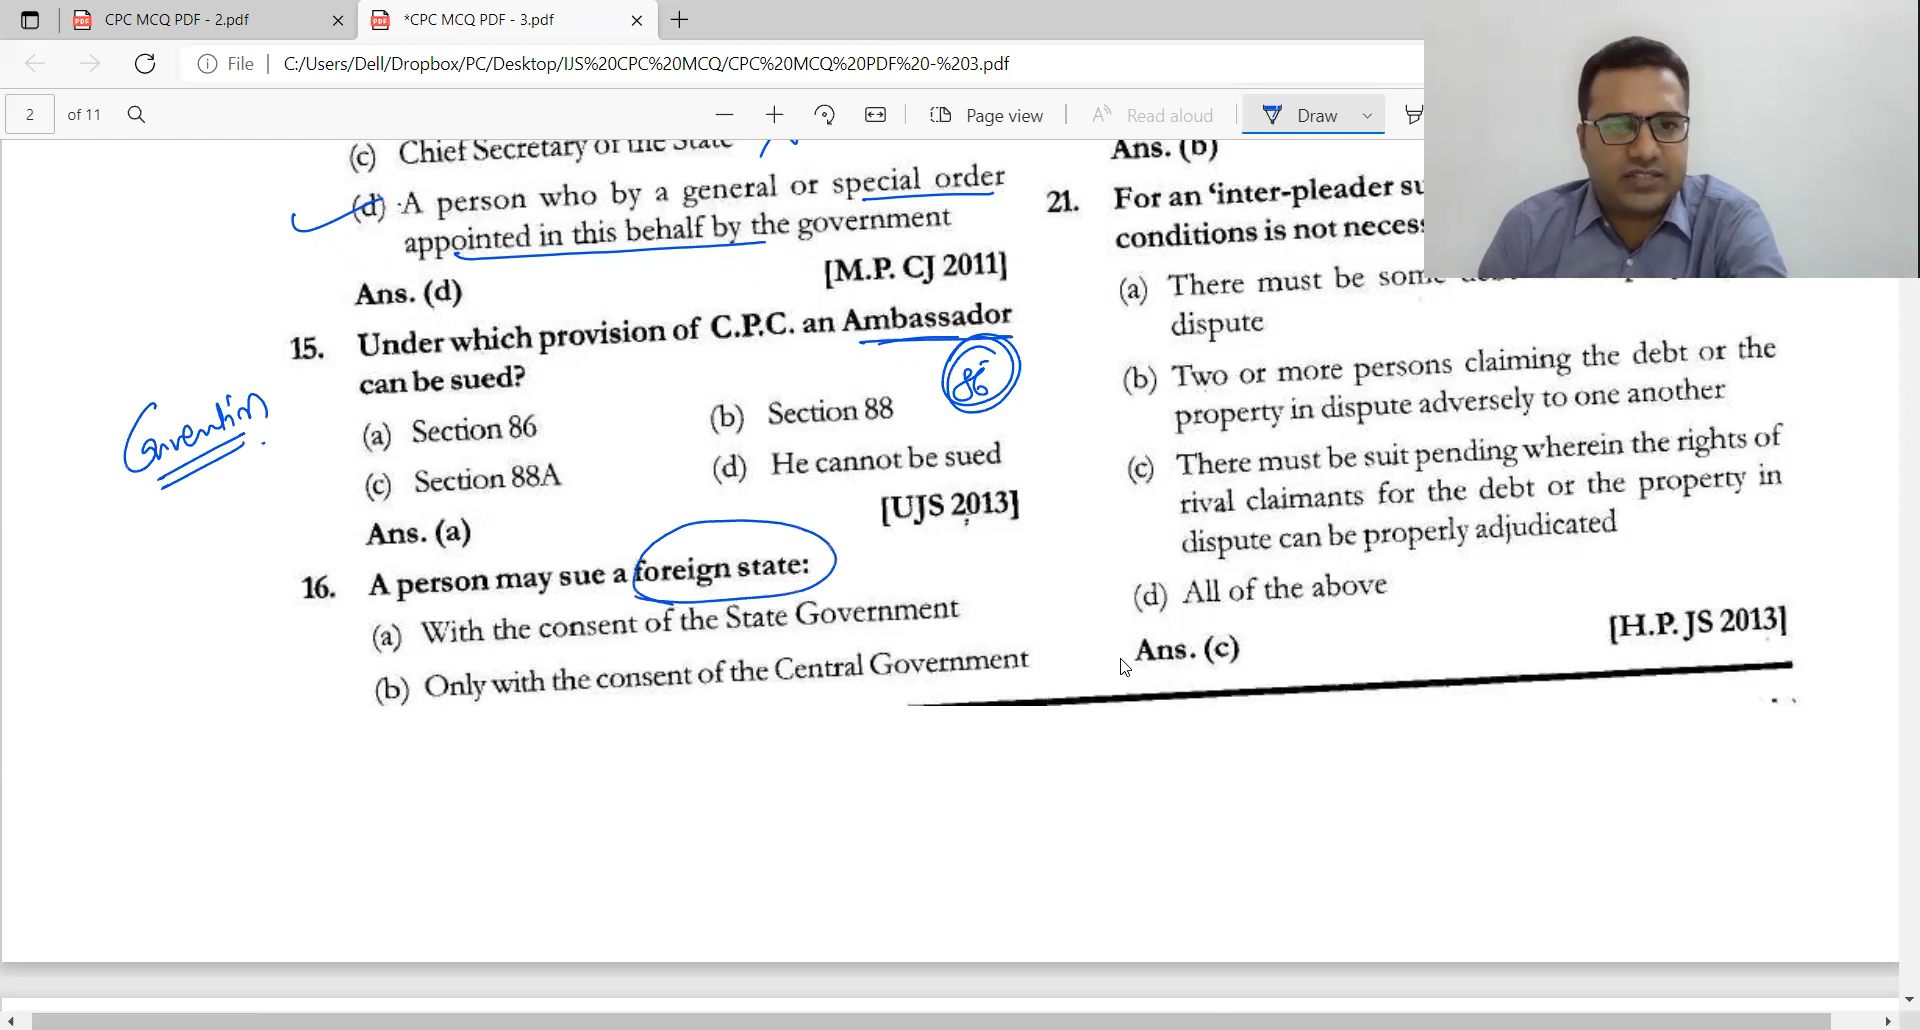 CPC MCQ PDF - 2.pdf
*CPC MCQ PDF - 3.pdf
File
C:/Users/Dell/Dropbox/PC/Desktop/IJS%20CPC%20MCQ/CPC%20MCQ%20PDF%20-%203.pdf
2 of 11
Page view
Read aloud
Draw
(c) Chief Secretary of the State
(d) A person who by a general or special order
appointed in this behalf by the government
[M.P. CJ 2011]
Ans. (d)
15. Under which provision of C.P.C. an Ambassador
can be sued?
86
Convention
(a) Section 86
(b) Section 88
(c) Section 88A
(d) He cannot be sued
[UJS 2013]
Ans. (a)
16. A person may sue a foreign state:
(a) With the consent of the State Government
(b) Only with the consent of the Central Government
Ans. (b)
21. For an ‘inter-pleader su
conditions is not necess
(a) There must be some
dispute
(b) Two or more persons claiming the debt or the
property in dispute adversely to one another
(c) There must be suit pending wherein the rights of
rival claimants for the debt or the property in
dispute can be properly adjudicated
(d) All of the above
[H.P. JS 2013]
Ans. (c)